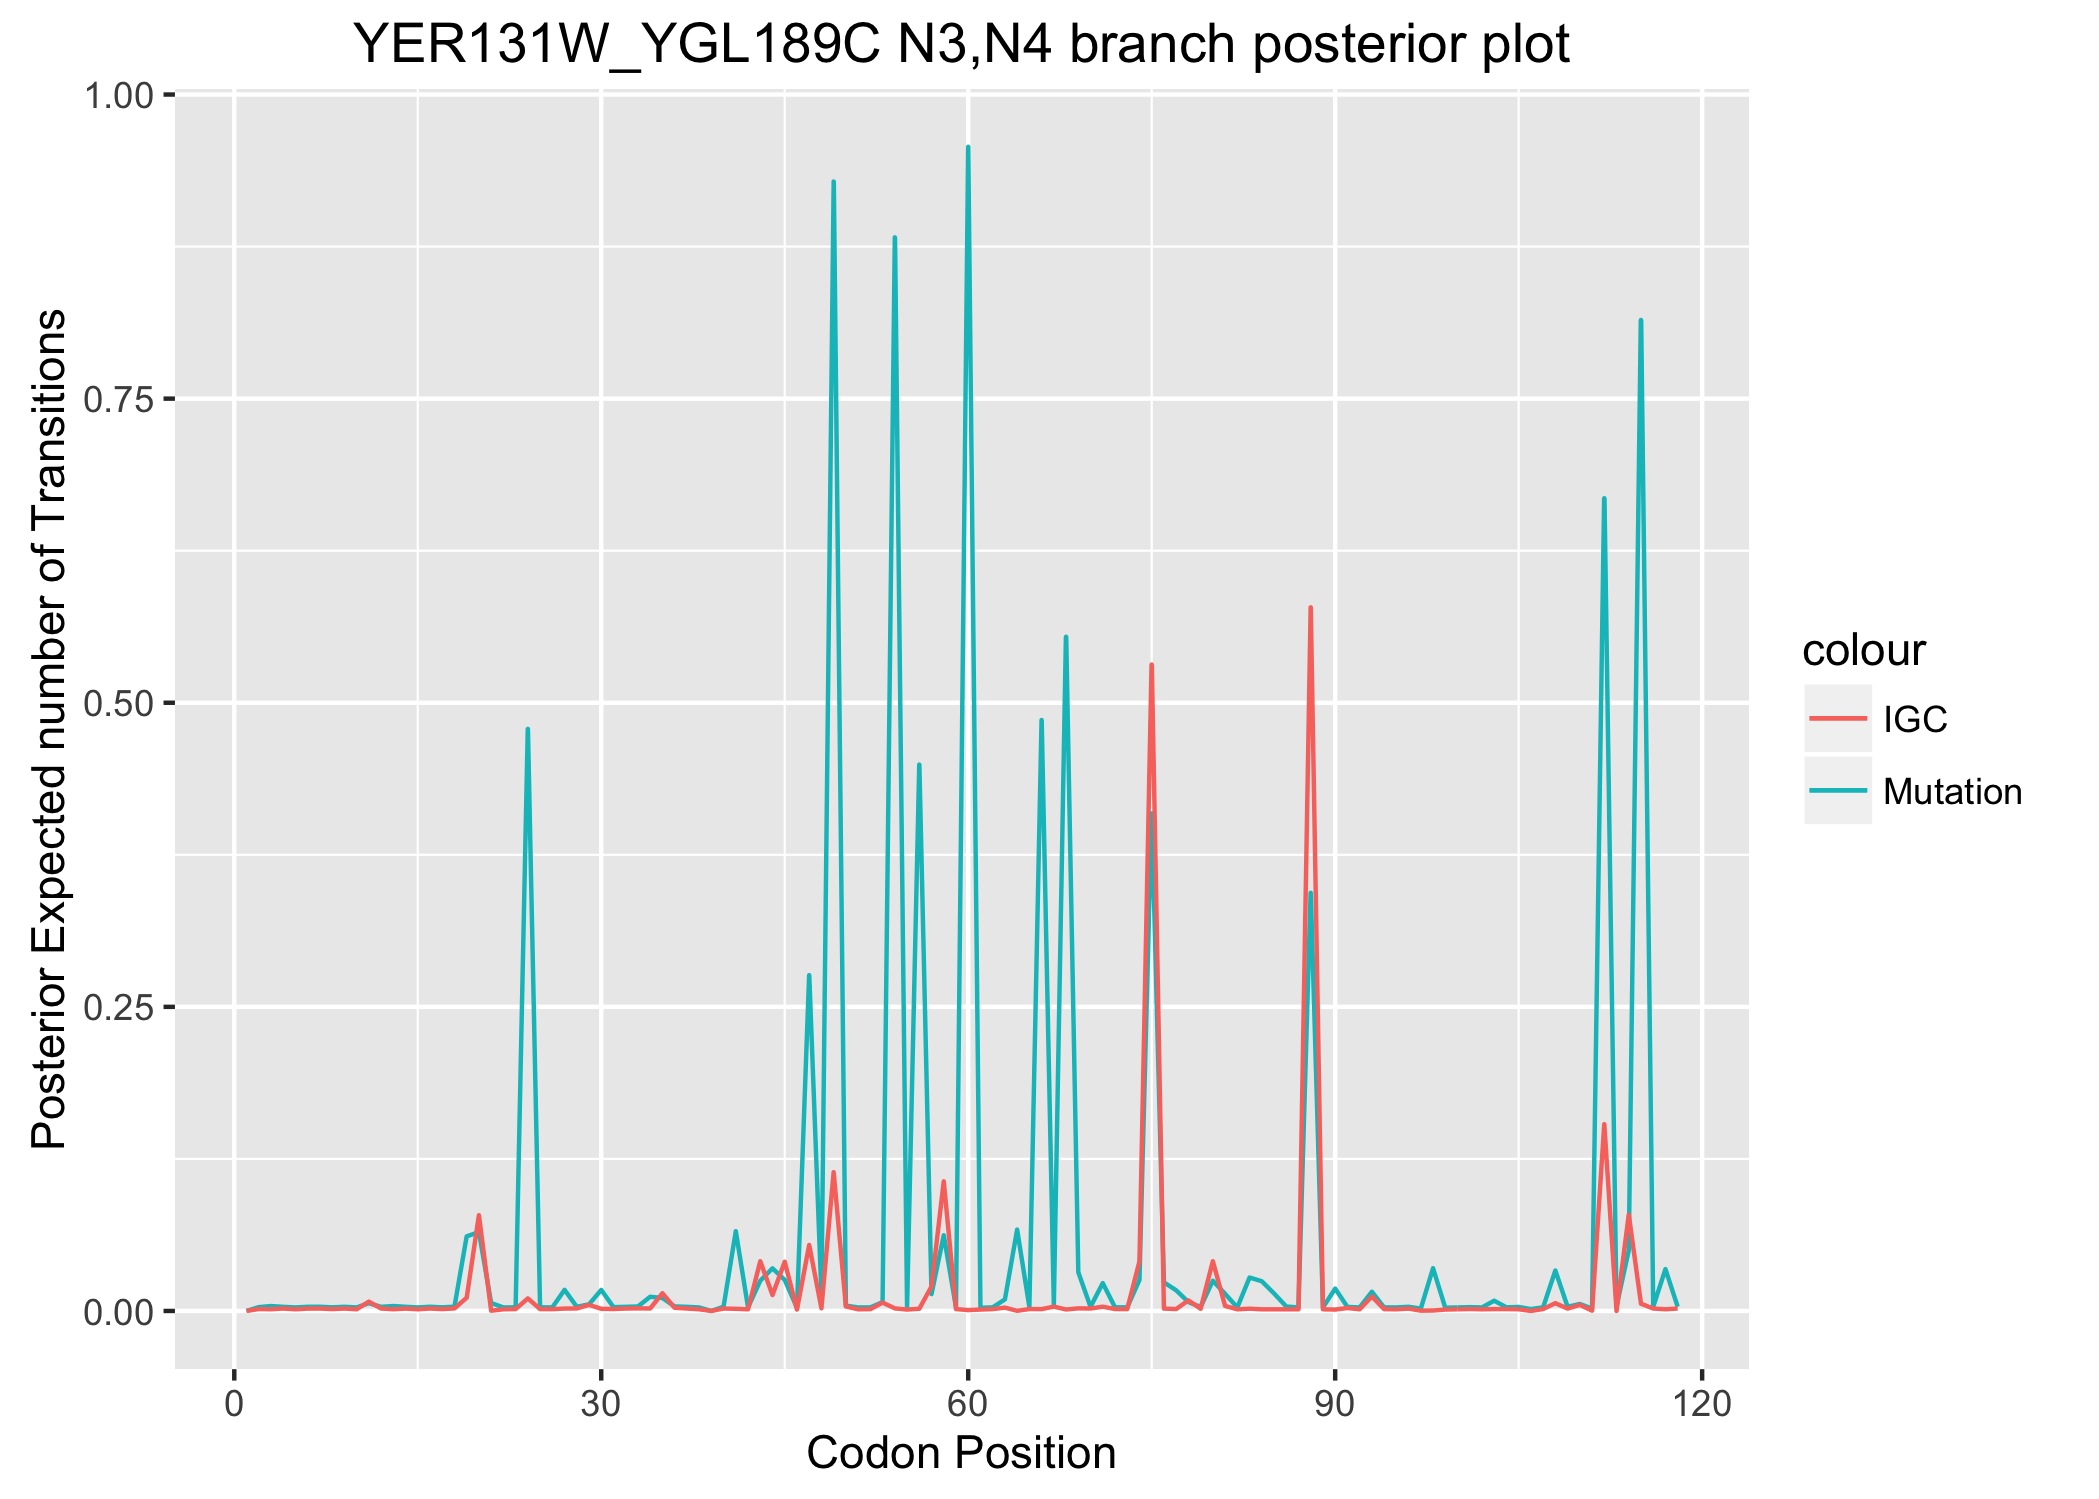 YER131W_YGL189C N3,N4 branch posterior plot
1.00
0.75
0.50
0.25
0.00
Posterior Expected number of Transitions
0 30 60 90 120
Codon Position
colour
IGC
Mutation